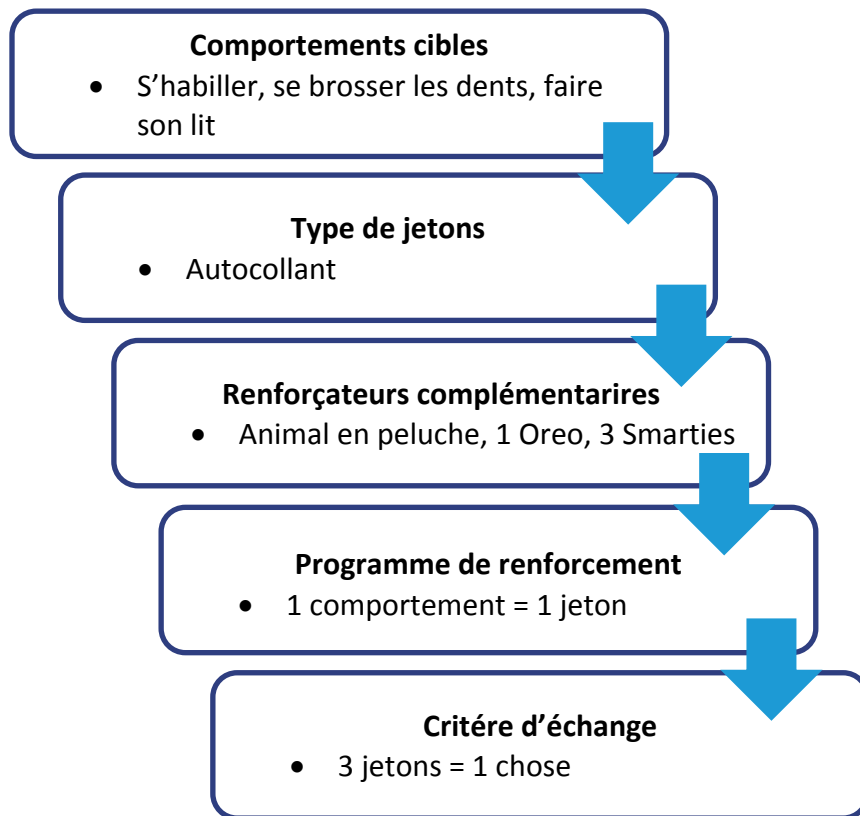 Comportements cibles
• S'habiller, se brosser les dents, faire
son lit
Type de jetons
• Autocollant
Renforçateurs complémentarires
• Animal en peluche, 1 Oreo, 3 Smarties
Programme de renforcement
• 1 comportement = 1 jeton
Critére d'échange
• 3 jetons = 1 chose